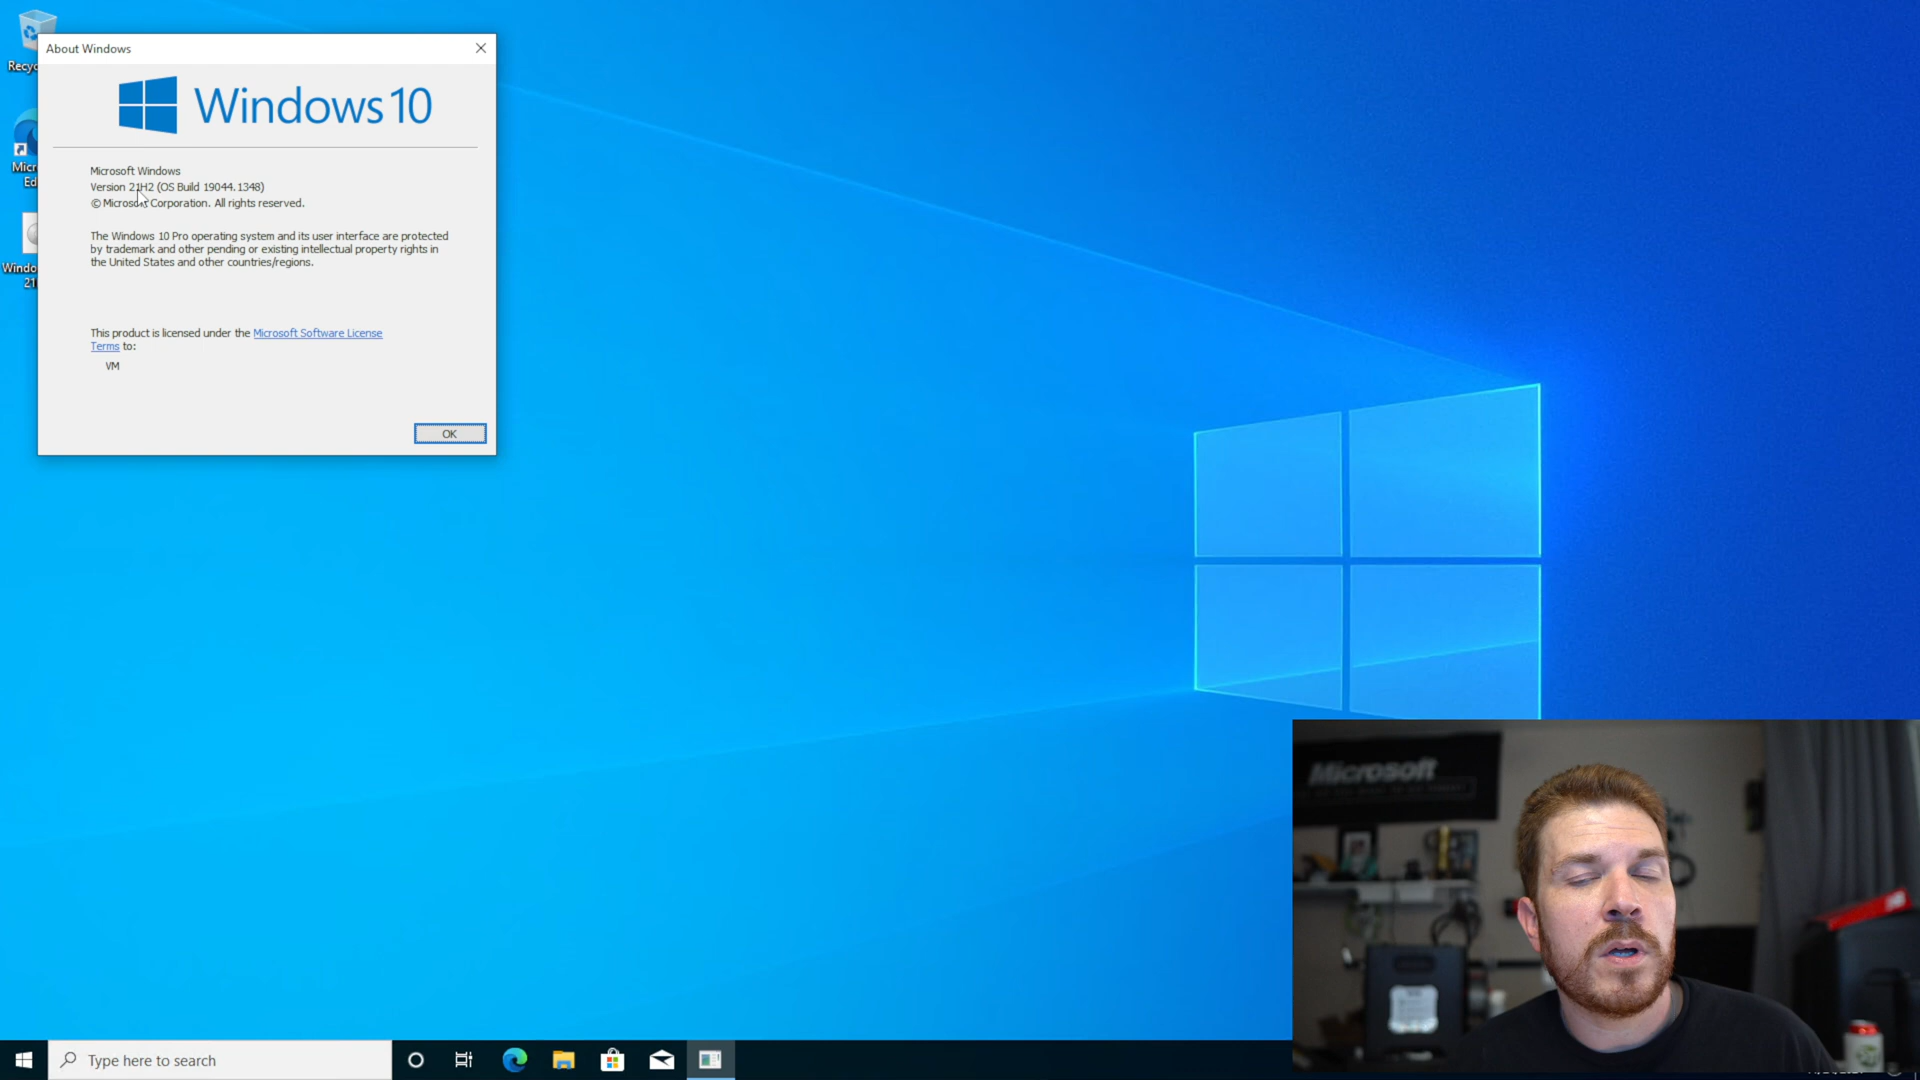 About Windows
Windows 10
Microsoft Windows
Version 21H2 (OS Build 19044.1348)
© Microsoft Corporation. All rights reserved.
The Windows 10 Pro operating system and its user interface are protected
by trademark and other pending or existing intellectual property rights in
the United States and other countries/regions.
This product is licensed under the Microsoft Software License
Terms to:
VM
OK
Microsoft
Type here to search